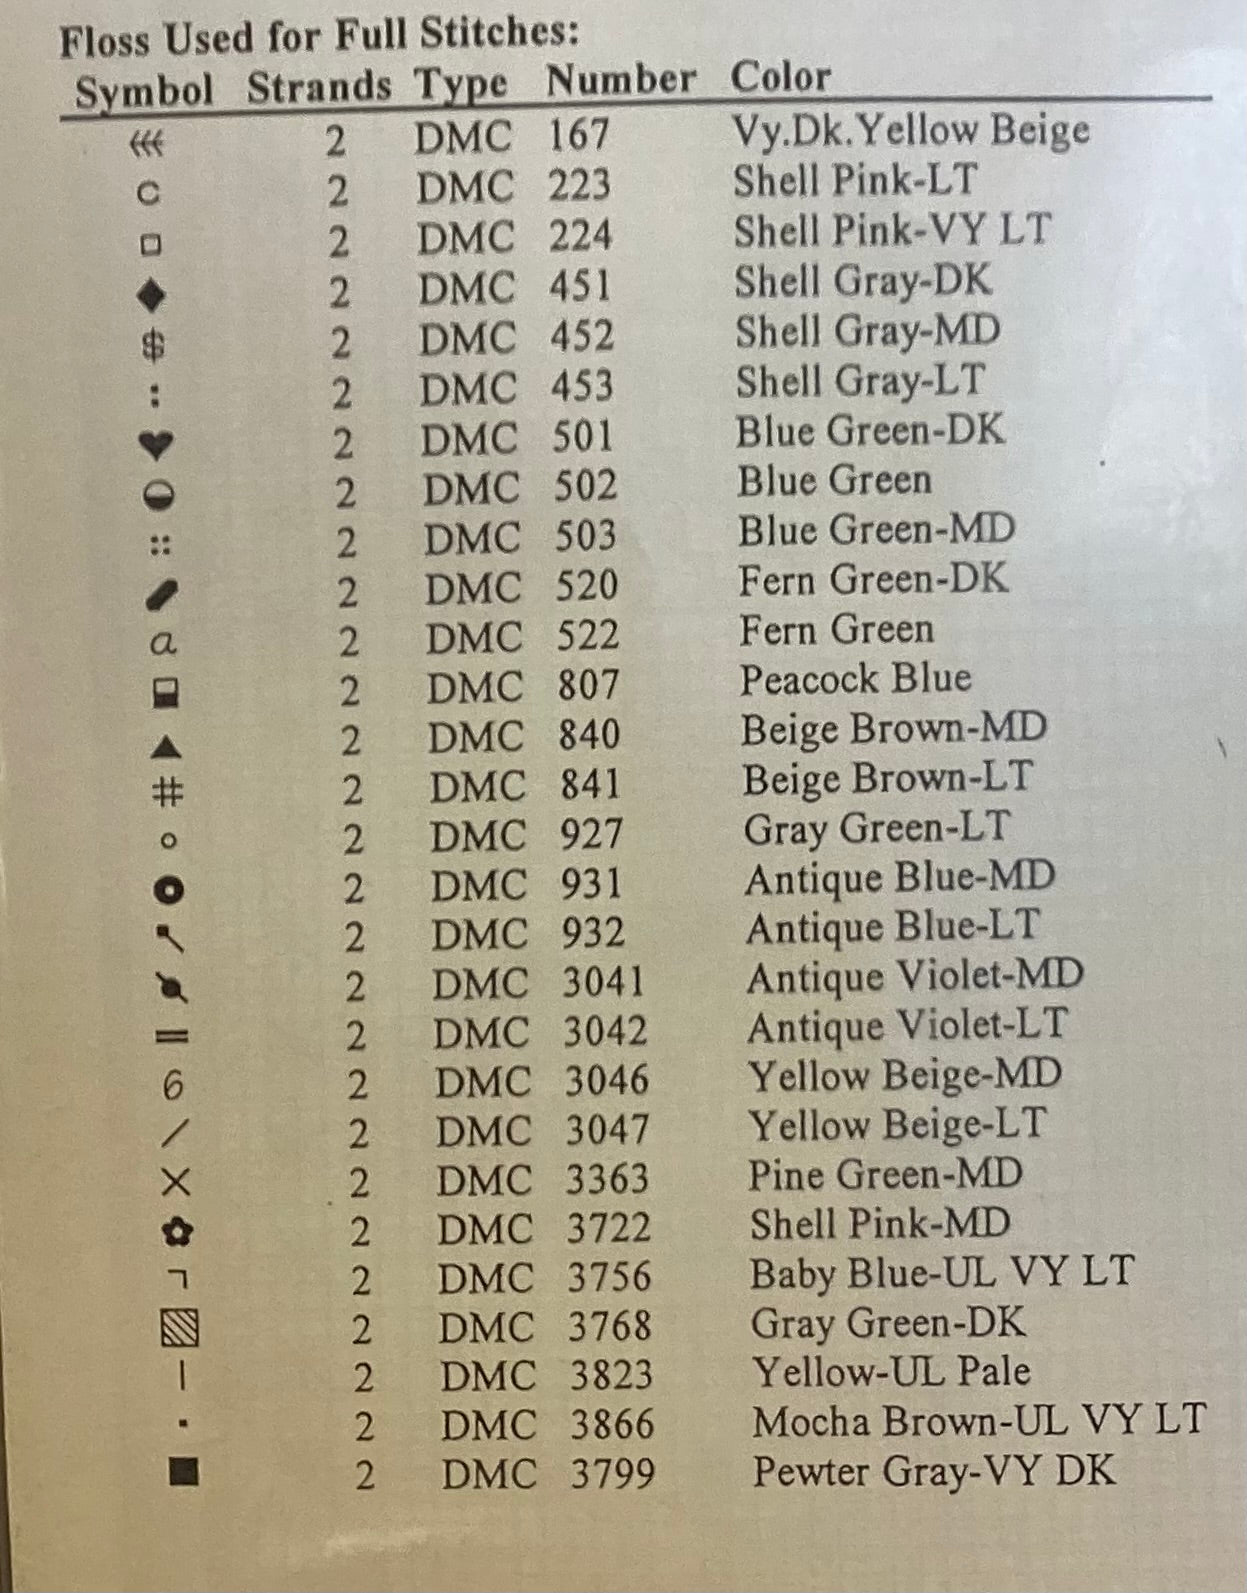 Floss Used for Full Stitches:
Symbol Strands Type Number Color
⋘ 2 DMC 167 Vy.Dk.Yellow Beige
C 2 DMC 223 Shell Pink-LT
□ 2 DMC 224 Shell Pink-VY LT
◆ 2 DMC 451 Shell Gray-DK
$ 2 DMC 452 Shell Gray-MD
: 2 DMC 453 Shell Gray-LT
♥ 2 DMC 501 Blue Green-DK
◒ 2 DMC 502 Blue Green
:: 2 DMC 503 Blue Green-MD
2 DMC 520 Fern Green-DK
a 2 DMC 522 Fern Green
⬓ 2 DMC 807 Peacock Blue
▲ 2 DMC 840 Beige Brown-MD
# 2 DMC 841 Beige Brown-LT
○ 2 DMC 927 Gray Green-LT
2 DMC 931 Antique Blue-MD
2 DMC 932 Antique Blue-LT
2 DMC 3041 Antique Violet-MD
= 2 DMC 3042 Antique Violet-LT
6 2 DMC 3046 Yellow Beige-MD
/ 2 DMC 3047 Yellow Beige-LT
× 2 DMC 3363 Pine Green-MD
✿ 2 DMC 3722 Shell Pink-MD
¬ 2 DMC 3756 Baby Blue-UL VY LT
▧ 2 DMC 3768 Gray Green-DK
| 2 DMC 3823 Yellow-UL Pale
· 2 DMC 3866 Mocha Brown-UL VY LT
■ 2 DMC 3799 Pewter Gray-VY DK